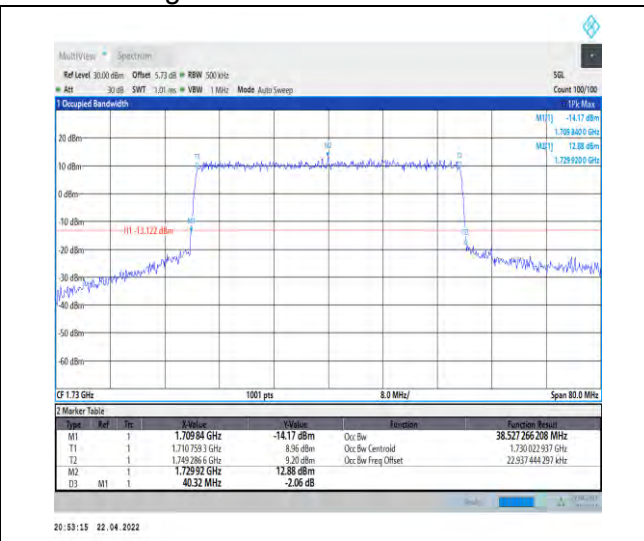 MultiView Spectrum
Ref Level 30.00 dBm Offset 5.73 dB RBW 500 kHz SGL
Att 30 dB SWT 1.01 ms VBW 1 MHz Mode Auto Sweep Count 100/100
1 Occupied Bandwidth 1Pk Max
M1[1] -14.17 dBm
1.709 840 0 GHz
20 dBm
M2[1] 12.88 dBm
1.729 920 0 GHz
M2
T1
T2
10 dBm
0 dBm
-10 dBm
M1
H1 -13.122 dBm
D3
-20 dBm
-30 dBm
-40 dBm
-50 dBm
-60 dBm
CF 1.73 GHz 1001 pts 8.0 MHz/ Span 80.0 MHz
2 Marker Table
Type Ref Trc X-Value Y-Value Function Function Result
M1 1 1.709 84 GHz -14.17 dBm Occ Bw 38.527 266 208 MHz
T1 1 1.710 759 3 GHz 8.96 dBm Occ Bw Centroid 1.730 022 937 GHz
T2 1 1.749 286 6 GHz 9.20 dBm Occ Bw Freq Offset 22.937 444 297 kHz
M2 1 1.729 92 GHz 12.88 dBm
D3 M1 1 40.32 MHz -2.06 dB
20:53:15 22.04.2022